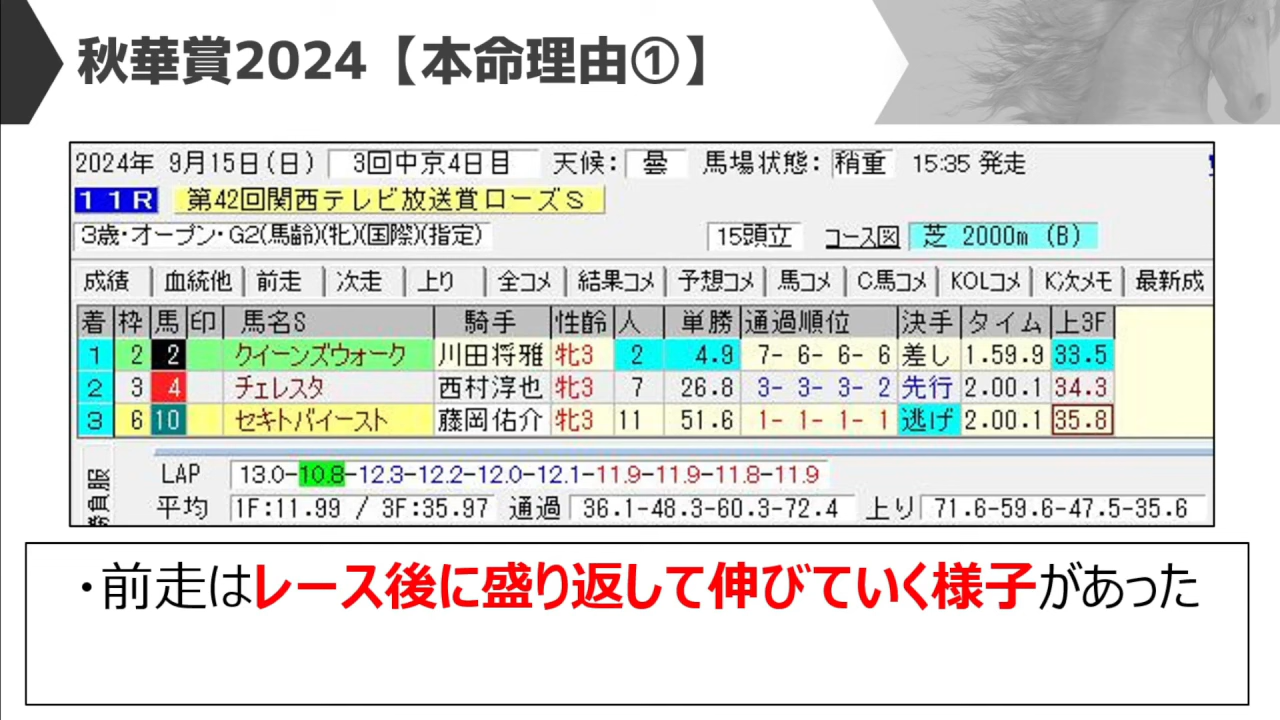 秋華賞2024【本命理由①】
2024年 9月15日(日) 3回中京4日目 天候: 曇 馬場状態: 稍重 15:35 発走
11R 第42回関西テレビ放送賞ローズS
3歳・オープン・G2(馬齢)(牝)(国際)(指定) 15頭立 コース図 芝 2000m (B)
成績 血統他 前走 次走 上り 全コメ 結果コメ 予想コメ 馬コメ C馬コメ KOLコメ K次メモ 最新成
着 枠 馬 印 馬名S 騎手 性齢 人 単勝 通過順位 決手 タイム 上3F
1 2 2 クイーンズウォーク 川田将雅 牝3 2 4.9 7- 6- 6- 6 差し 1.59.9 33.5
2 3 4 チェレスタ 西村淳也 牝3 7 26.8 3- 3- 3- 2 先行 2.00.1 34.3
3 6 10 セキトバイースト 藤岡佑介 牝3 11 51.6 1- 1- 1- 1 逃げ 2.00.1 35.8
LAP 13.0-10.8-12.3-12.2-12.0-12.1-11.9-11.9-11.8-11.9
平均 1F:11.99 / 3F:35.97 通過 36.1-48.3-60.3-72.4 上り 71.6-59.6-47.5-35.6
・前走はレース後に盛り返して伸びていく様子があった